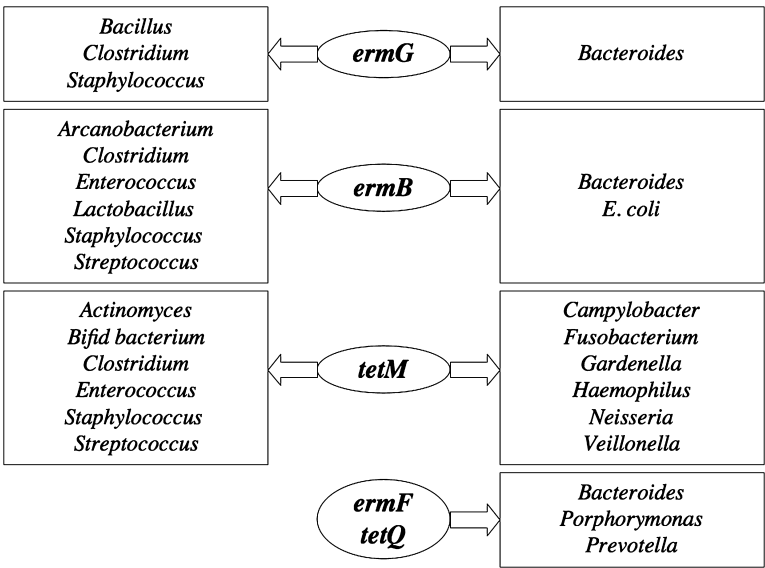 Bacillus
Clostridium
Staphylococcus
ermG
Bacteroides
Arcanobacterium
Clostridium
Enterococcus
Lactobacillus
Staphylococcus
Streptococcus
ermB
Bacteroides
E. coli
Actinomyces
Bifid bacterium
Clostridium
Enterococcus
Staphylococcus
Streptococcus
tetM
Campylobacter
Fusobacterium
Gardenella
Haemophilus
Neisseria
Veillonella
ermF
tetQ
Bacteroides
Porphorymonas
Prevotella